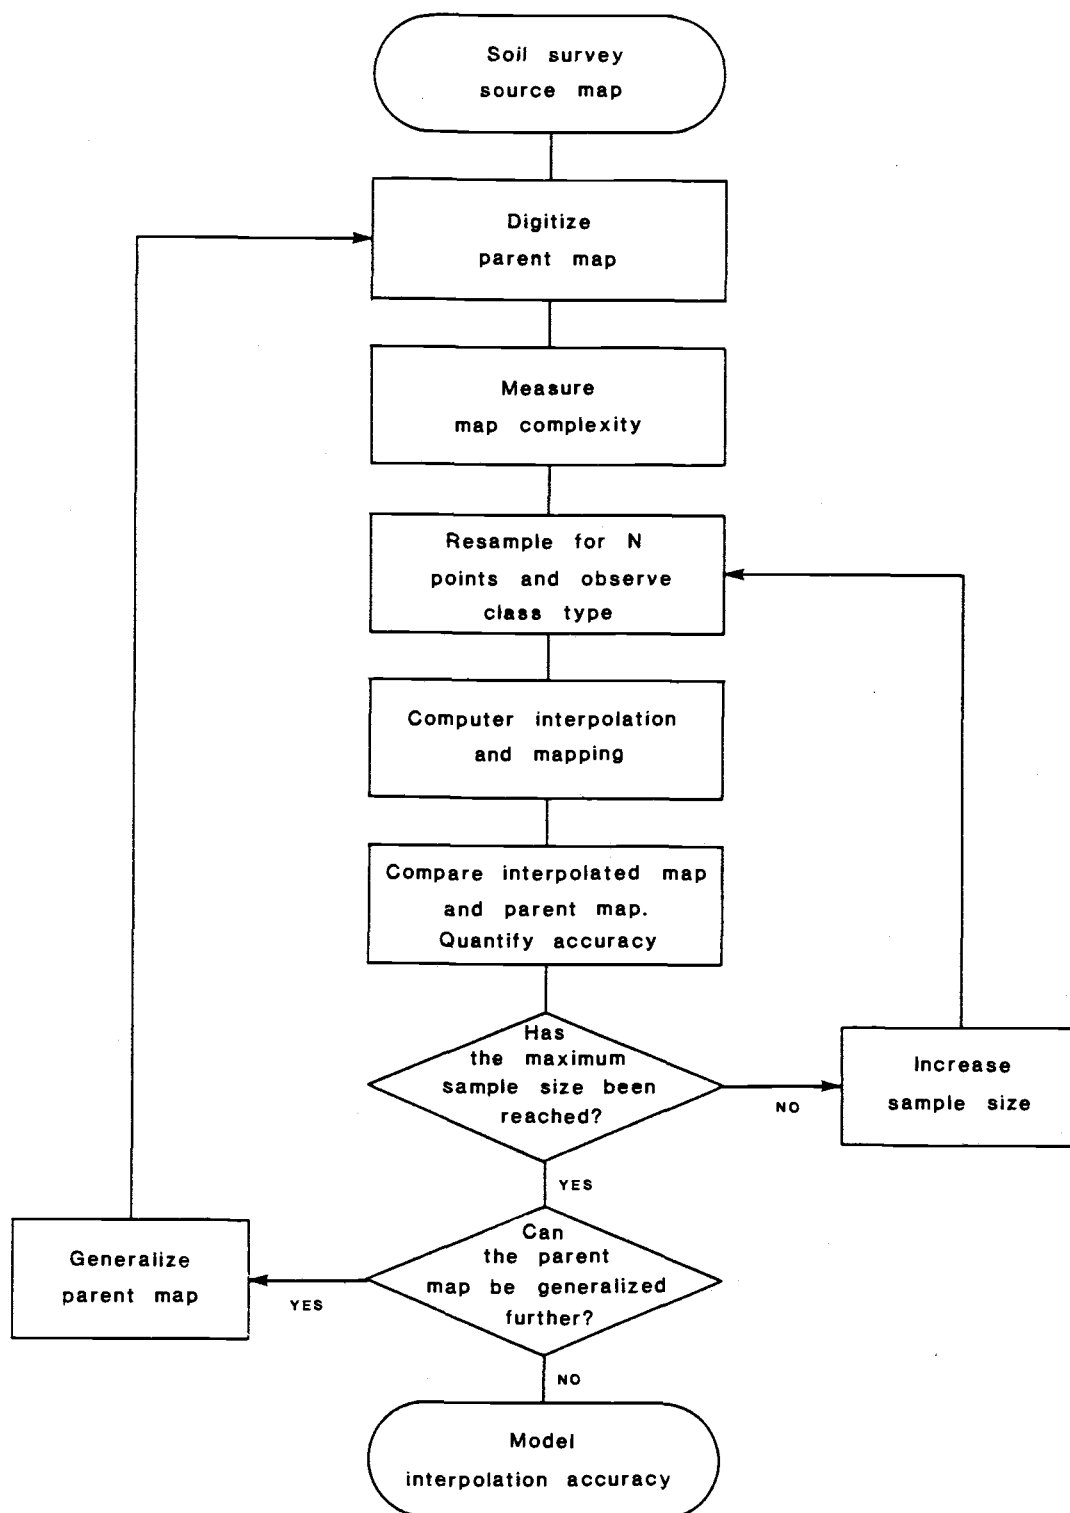 Soil survey
source map
Digitize
parent map
Measure
map complexity
Resample for N
points and observe
class type
Computer interpolation
and mapping
Compare interpolated map
and parent map.
Quantify accuracy
Has
the maximum
sample size been
reached?
NO
Increase
sample size
YES
Can
the parent
map be generalized
further?
YES
Generalize
parent map
NO
Model
interpolation accuracy